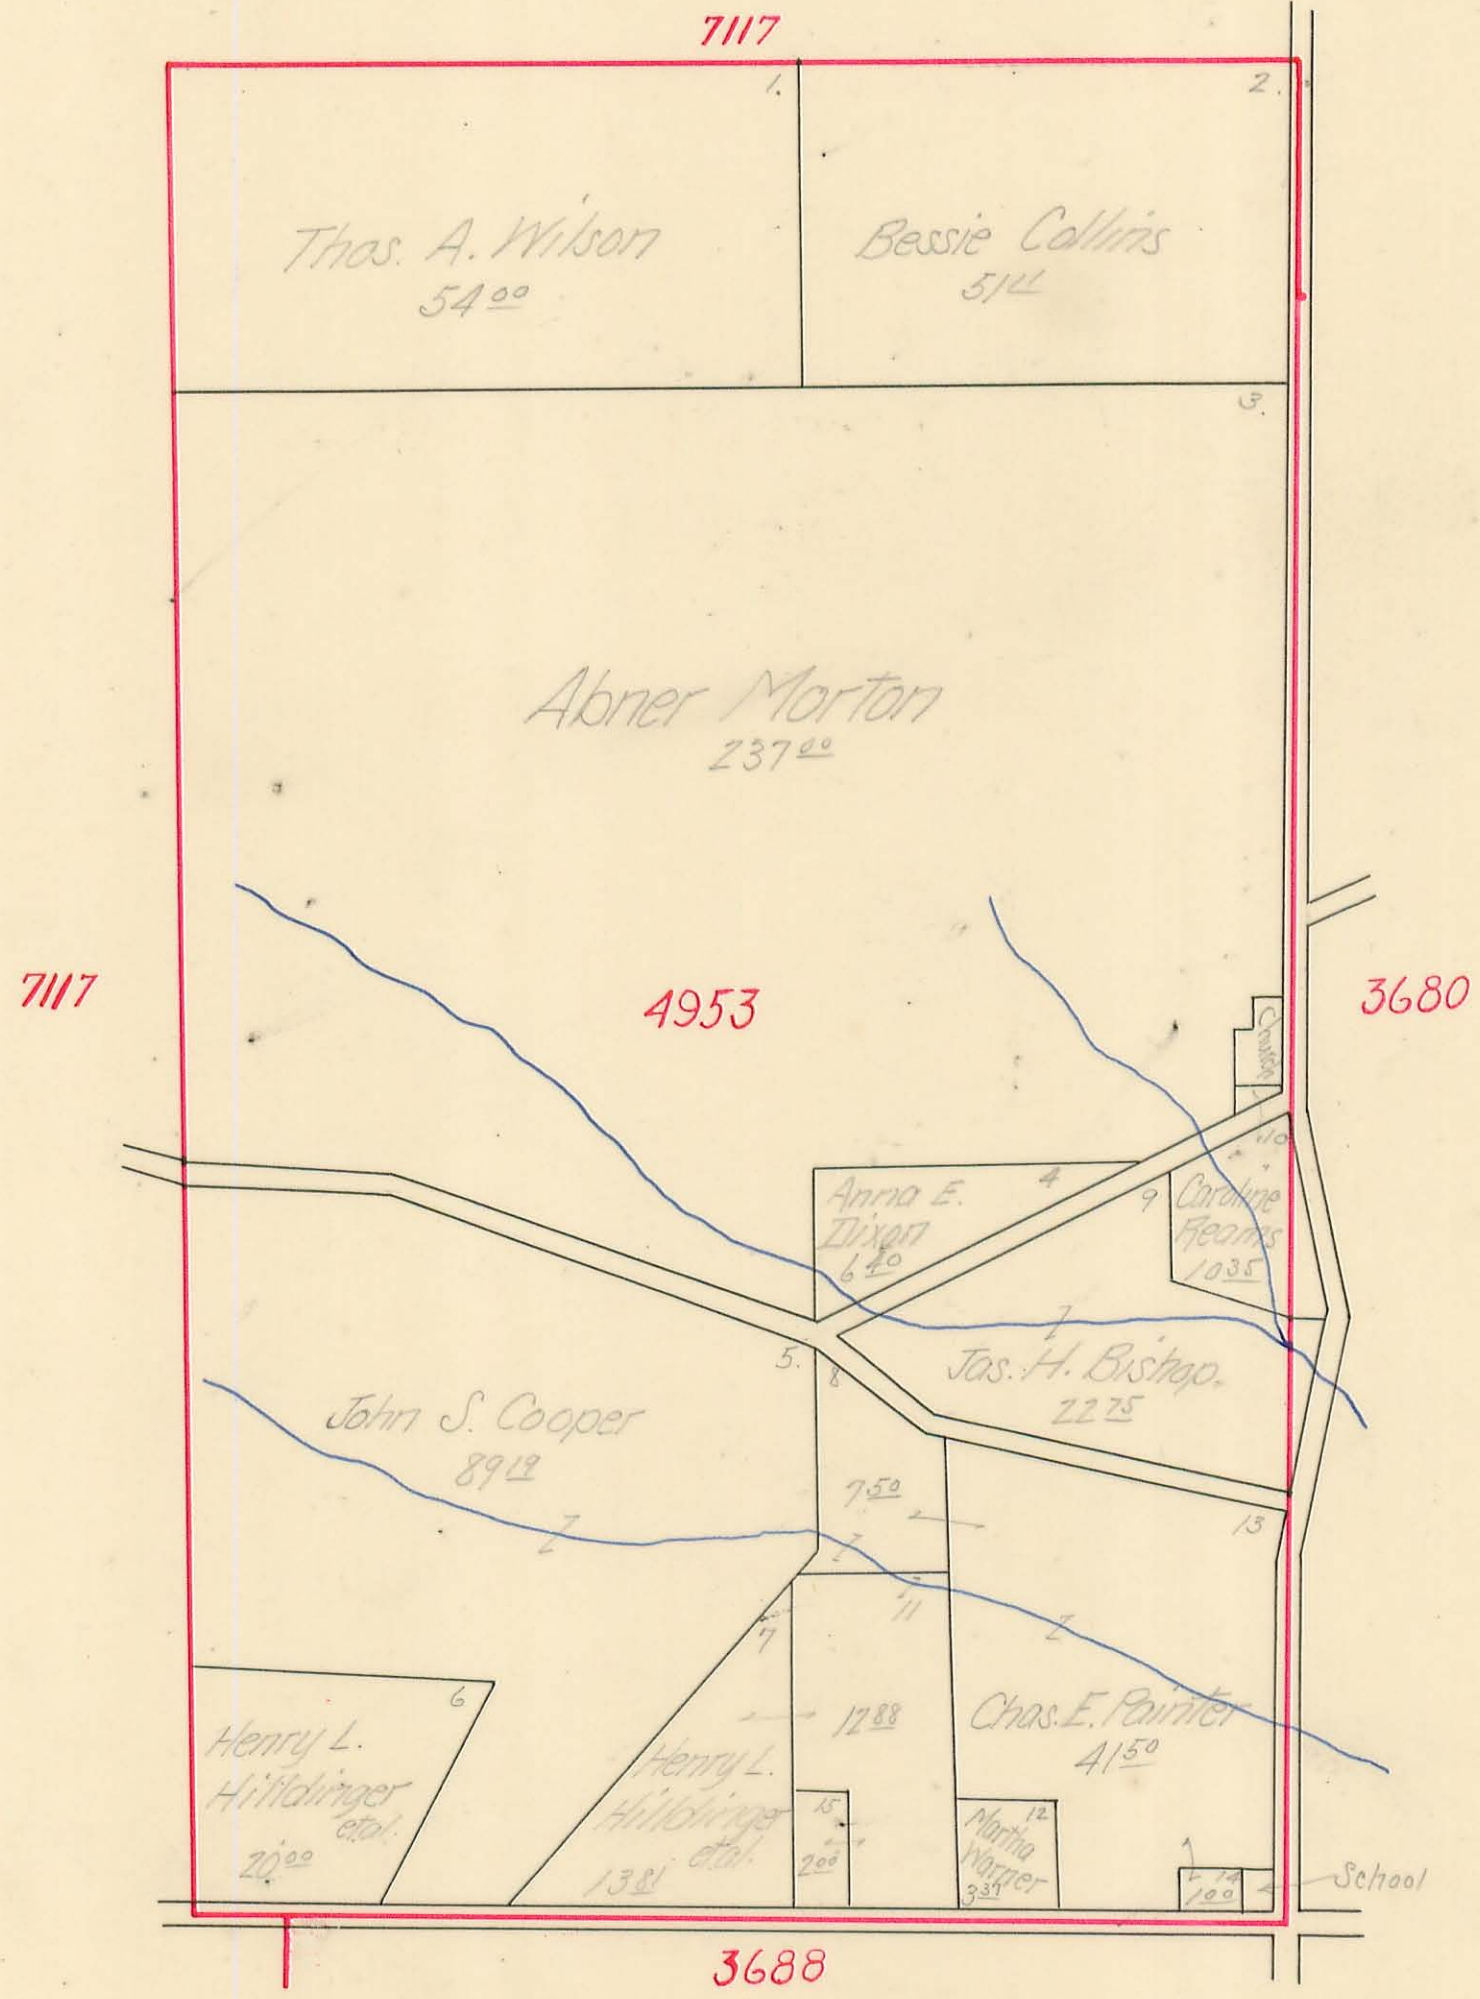 7117
1.
2.
Thos. A. Wilson
54 00
Bessie Collins
51 11
3.
Abner Morton
237 00
7117
4953
3680
Church
10
4
Anna E.
Dixon
6 40
9
Caroline
Reams
10 35
Z
5.
8
Jas. H. Bishop.
22 75
John S. Cooper
89 19
7 50
13
Z
Z
11
7
Z
6
Henry L.
Hilldinger
et.al.
20 00
Henry L.
Hilldinger
et.al.
13 81
12 88
Chas. E. Painter
41 50
15
2 00
12
Martha
Warner
3 37
14
1 00
School
3688